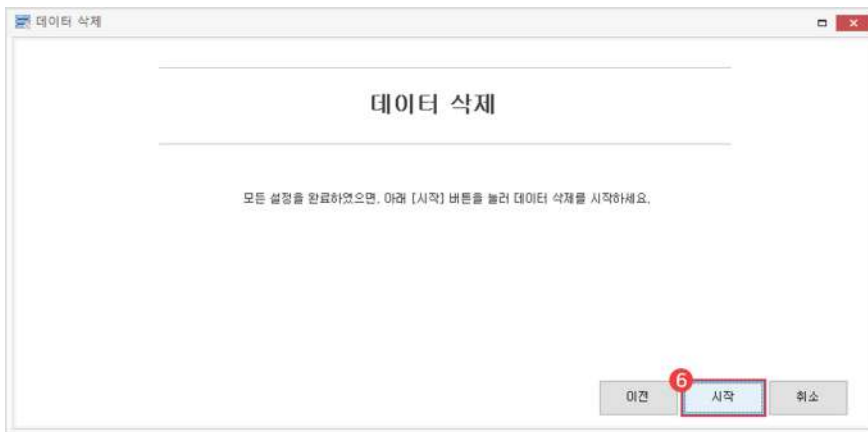 데이터 삭제
데이터 삭제
모든 설정을 완료하였으면, 아래 [시작] 버튼을 눌러 데이터 삭제를 시작하세요.
6
이전 시작 취소